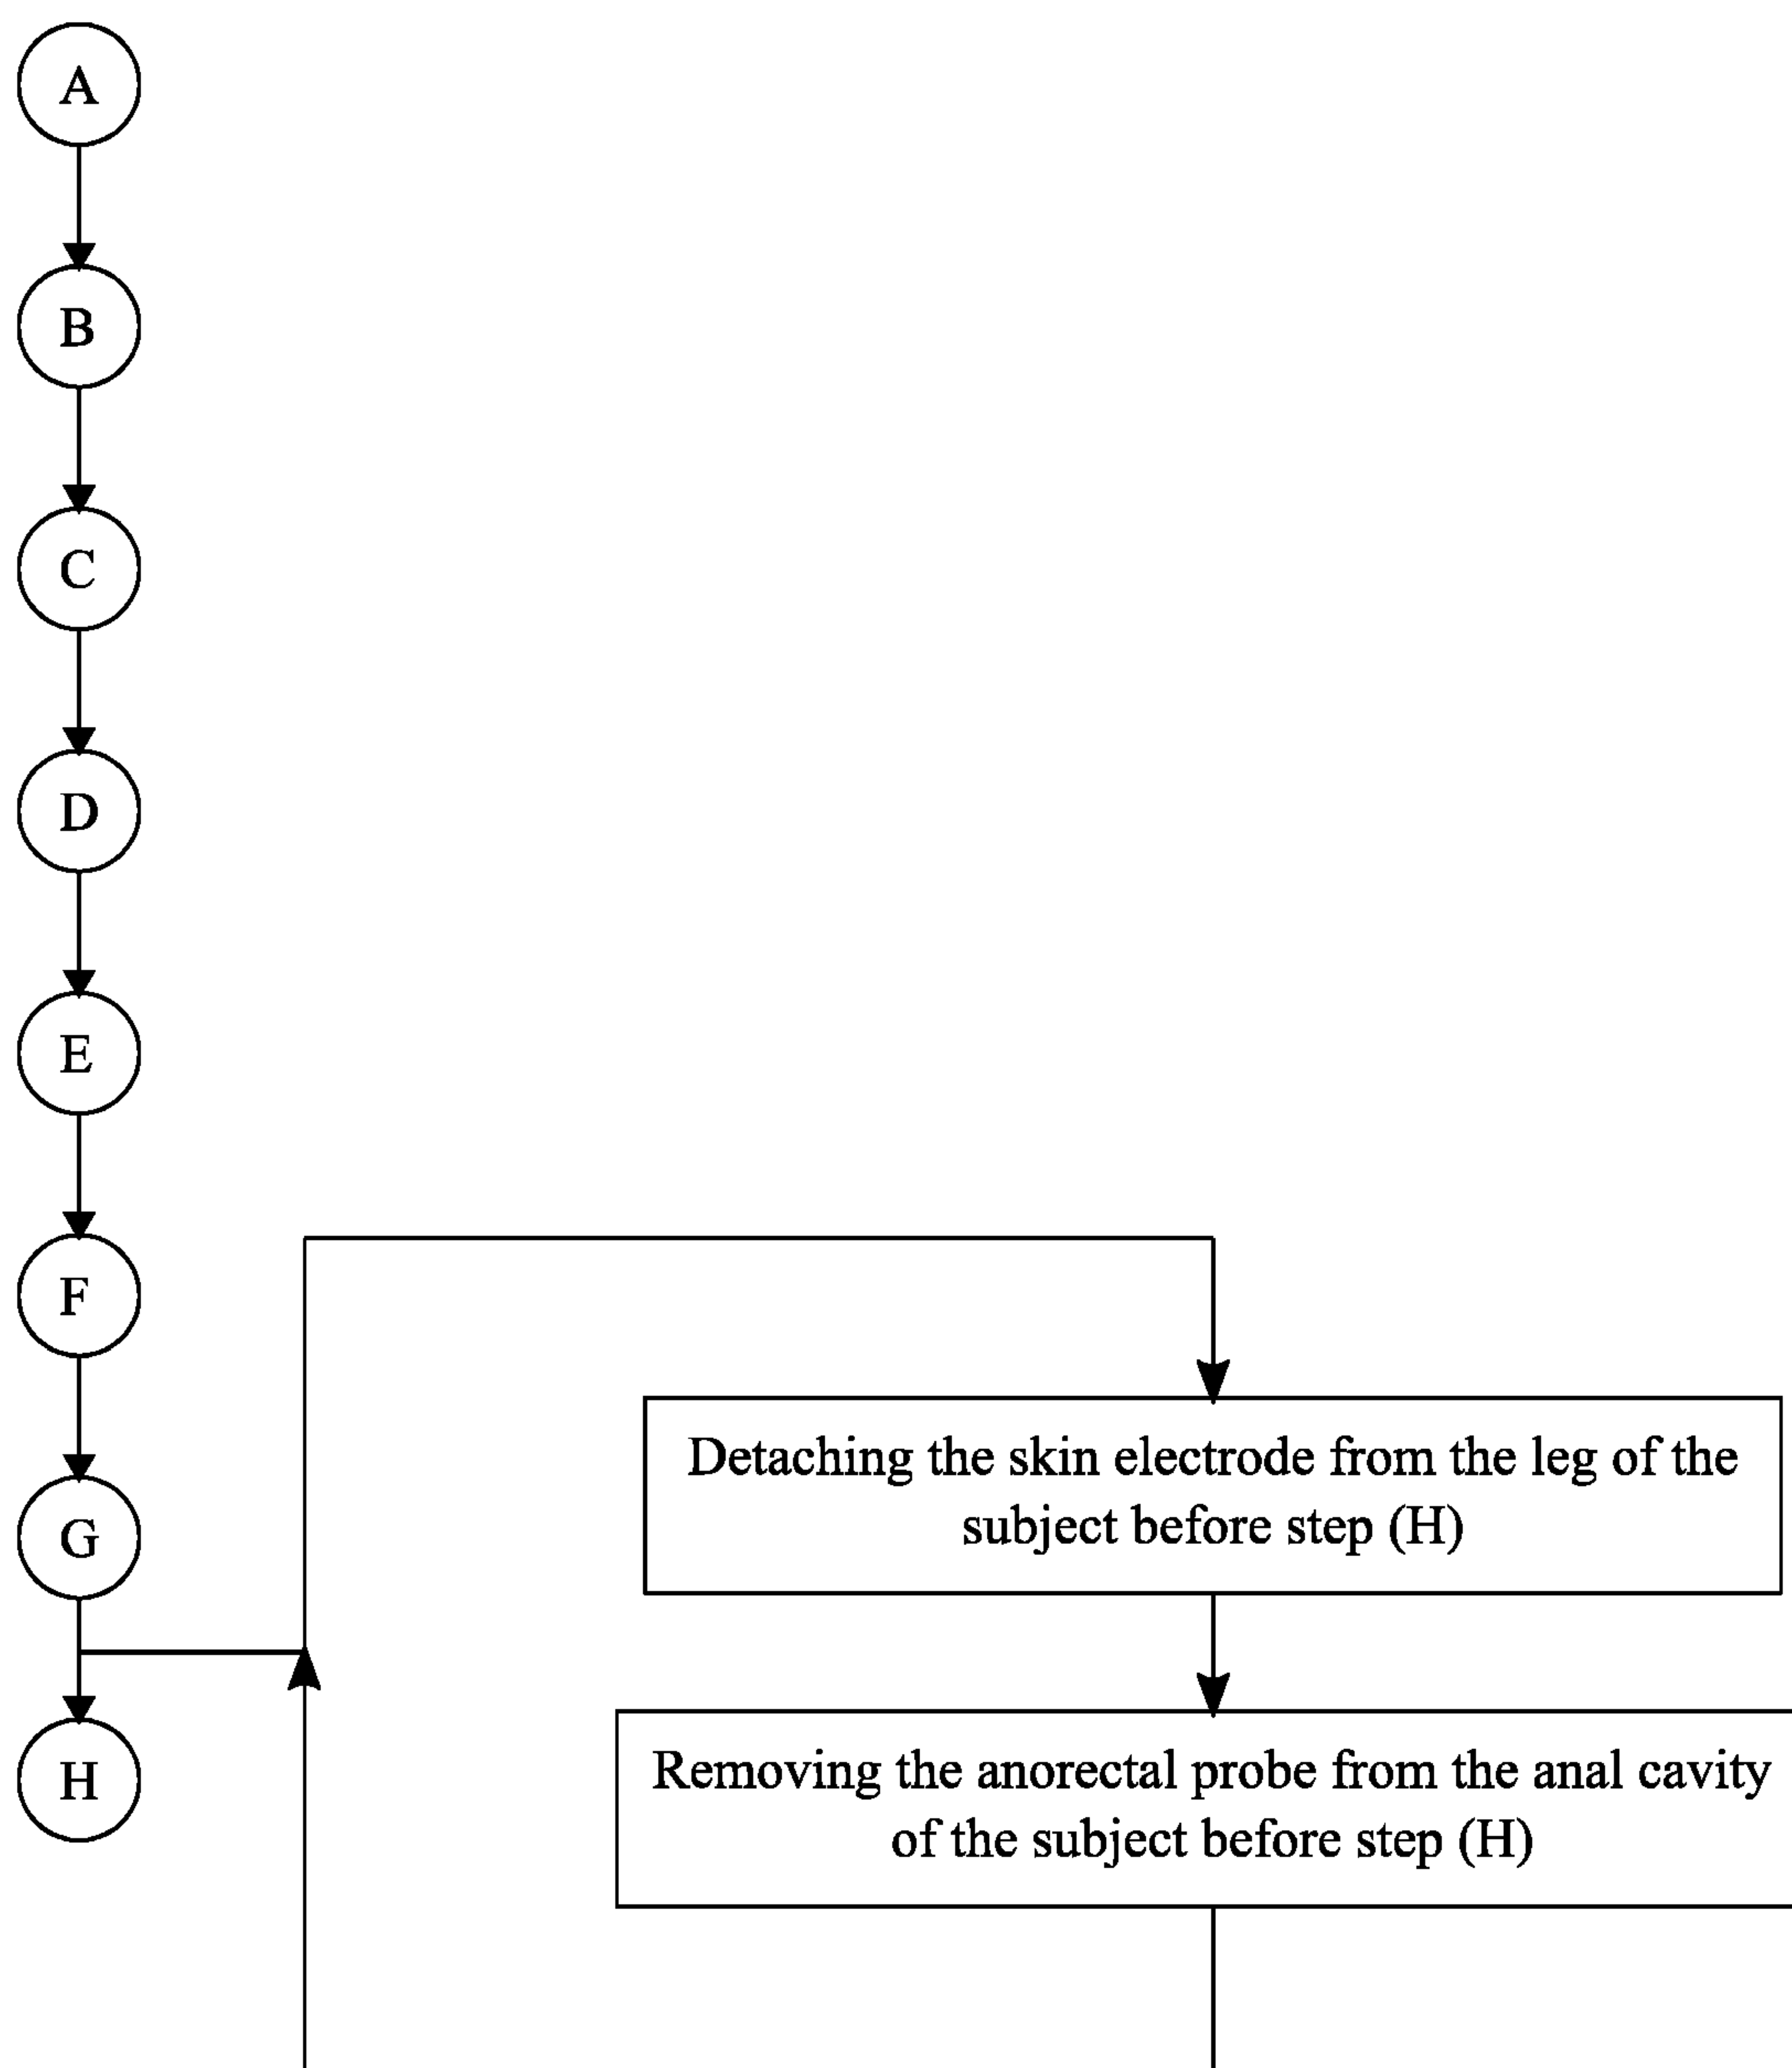 A
B
C
D
E
F
G
H
Detaching the skin electrode from the leg of the
subject before step (H)
Removing the anorectal probe from the anal cavity
of the subject before step (H)